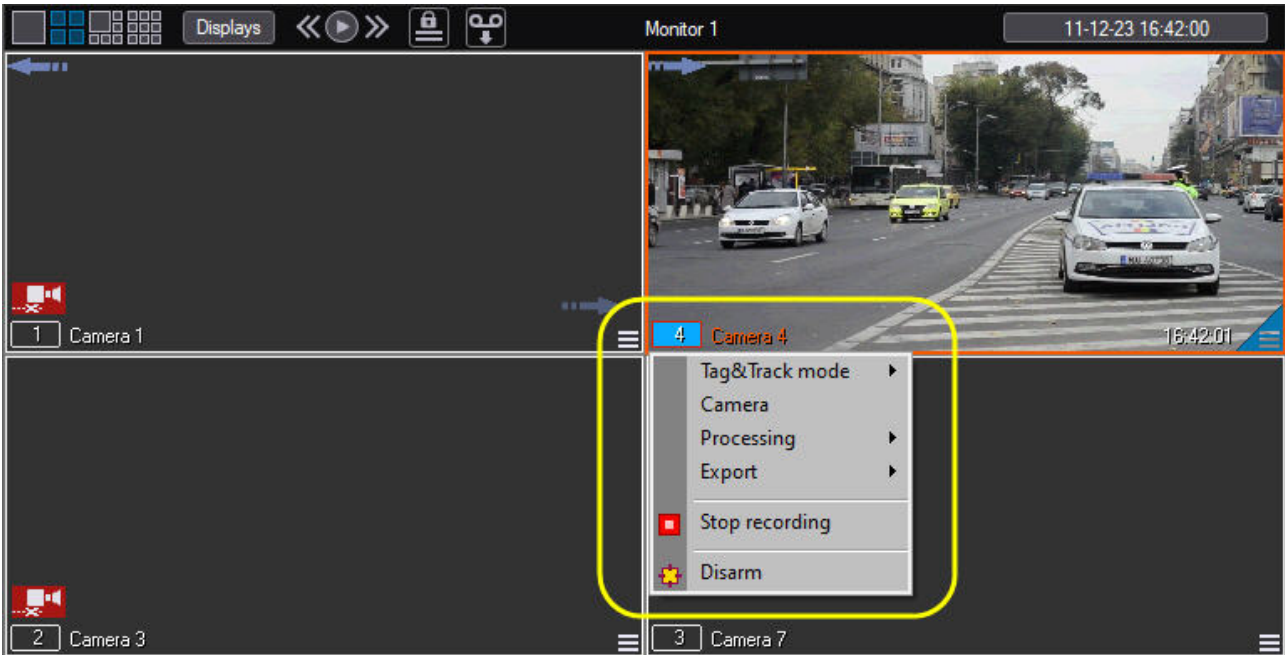 Displays
Monitor 1
11-12-23 16:42:00
1 Camera 1
4 Camera 4
16:42:01
Tag&Track mode
Camera
Processing
Export
Stop recording
Disarm
2 Camera 3
3 Camera 7